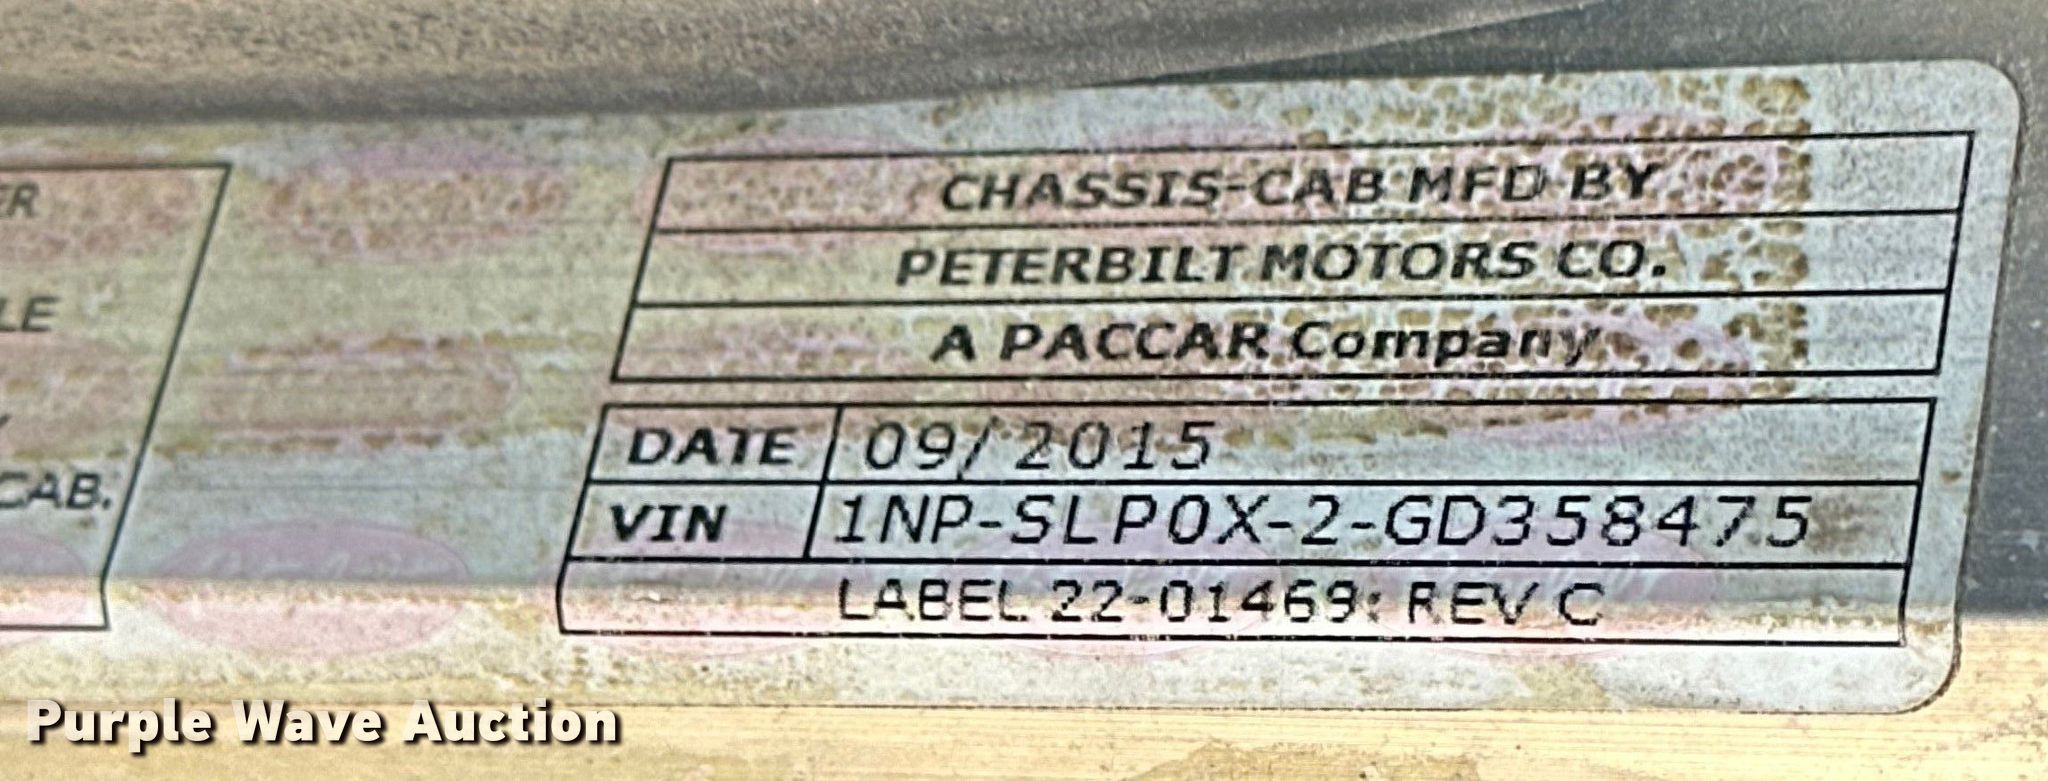 ER
LE
Y
CAB.
CHASSIS-CAB MFD BY
PETERBILT MOTORS CO.
A PACCAR Company
DATE 09/2015
VIN 1NP-SLP0X-2-GD358475
LABEL 22-01469: REV C
Purple Wave Auction